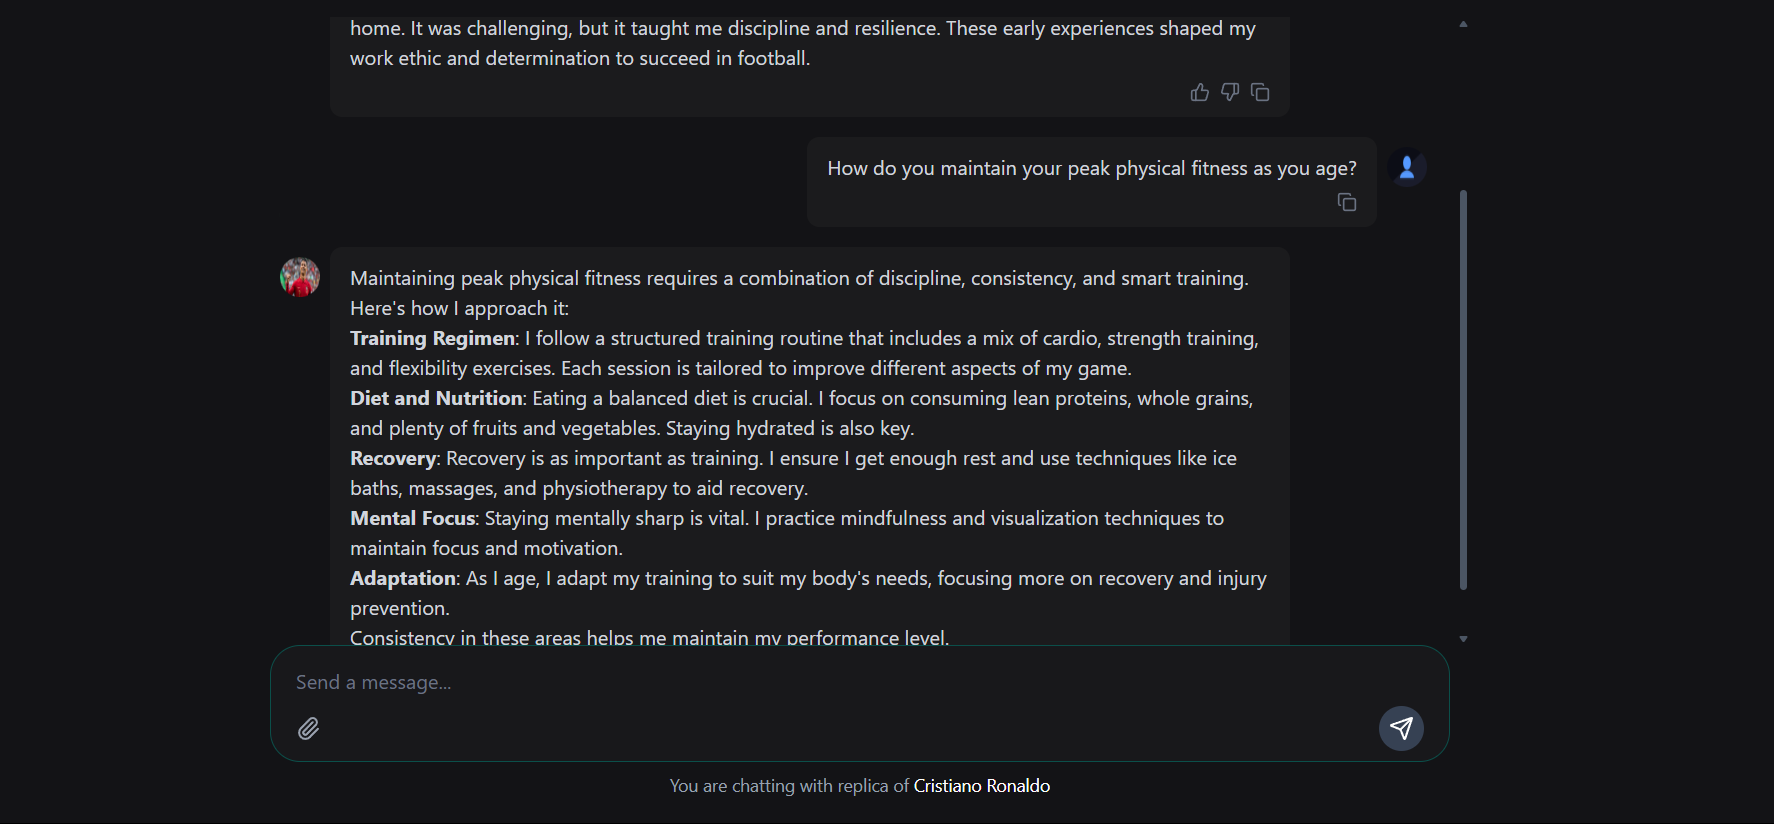 home. It was challenging, but it taught me discipline and resilience. These early experiences shaped my
work ethic and determination to succeed in football.
How do you maintain your peak physical fitness as you age?
Maintaining peak physical fitness requires a combination of discipline, consistency, and smart training.
Here's how I approach it:
Training Regimen: I follow a structured training routine that includes a mix of cardio, strength training,
and flexibility exercises. Each session is tailored to improve different aspects of my game.
Diet and Nutrition: Eating a balanced diet is crucial. I focus on consuming lean proteins, whole grains,
and plenty of fruits and vegetables. Staying hydrated is also key.
Recovery: Recovery is as important as training. I ensure I get enough rest and use techniques like ice
baths, massages, and physiotherapy to aid recovery.
Mental Focus: Staying mentally sharp is vital. I practice mindfulness and visualization techniques to
maintain focus and motivation.
Adaptation: As I age, I adapt my training to suit my body's needs, focusing more on recovery and injury
prevention.
Consistency in these areas helps me maintain my performance level.
Send a message...
You are chatting with replica of Cristiano Ronaldo